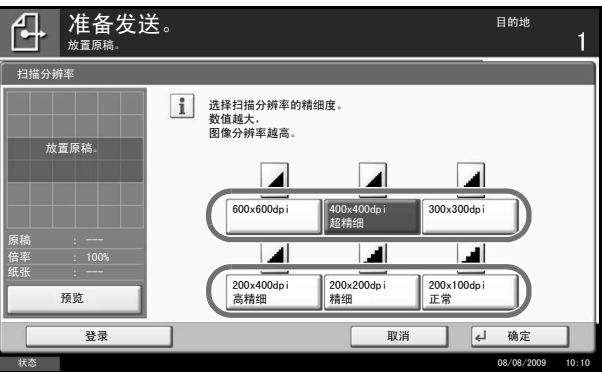 准备发送。
放置原稿。
目的地
1
扫描分辨率
放置原稿。
选择扫描分辨率的精细度。
数值越大，
图像分辨率越高。
600x600dpi
400x400dpi
超精细
300x300dpi
200x400dpi
高精细
200x200dpi
精细
200x100dpi
正常
原稿 : ---
倍率 : 100%
纸张 : ---
预览
登录
取消
确定
状态
08/08/2009 10:10